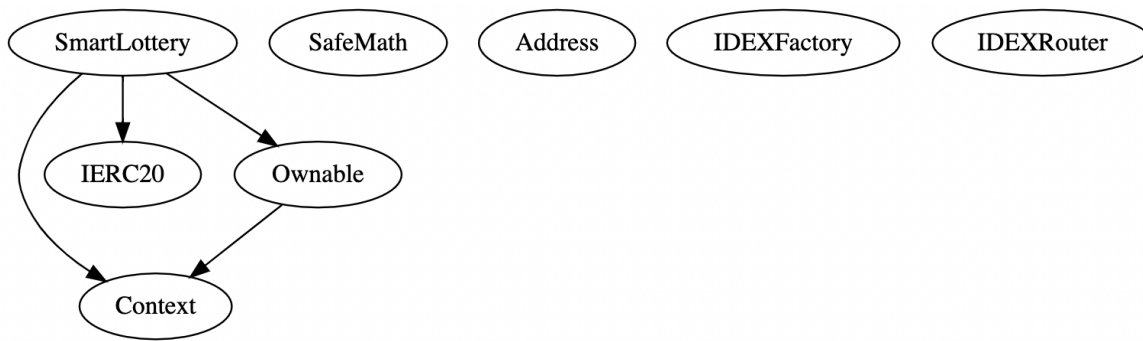 SmartLottery
SafeMath
Address
IDEXFactory
IDEXRouter
IERC20
Ownable
Context